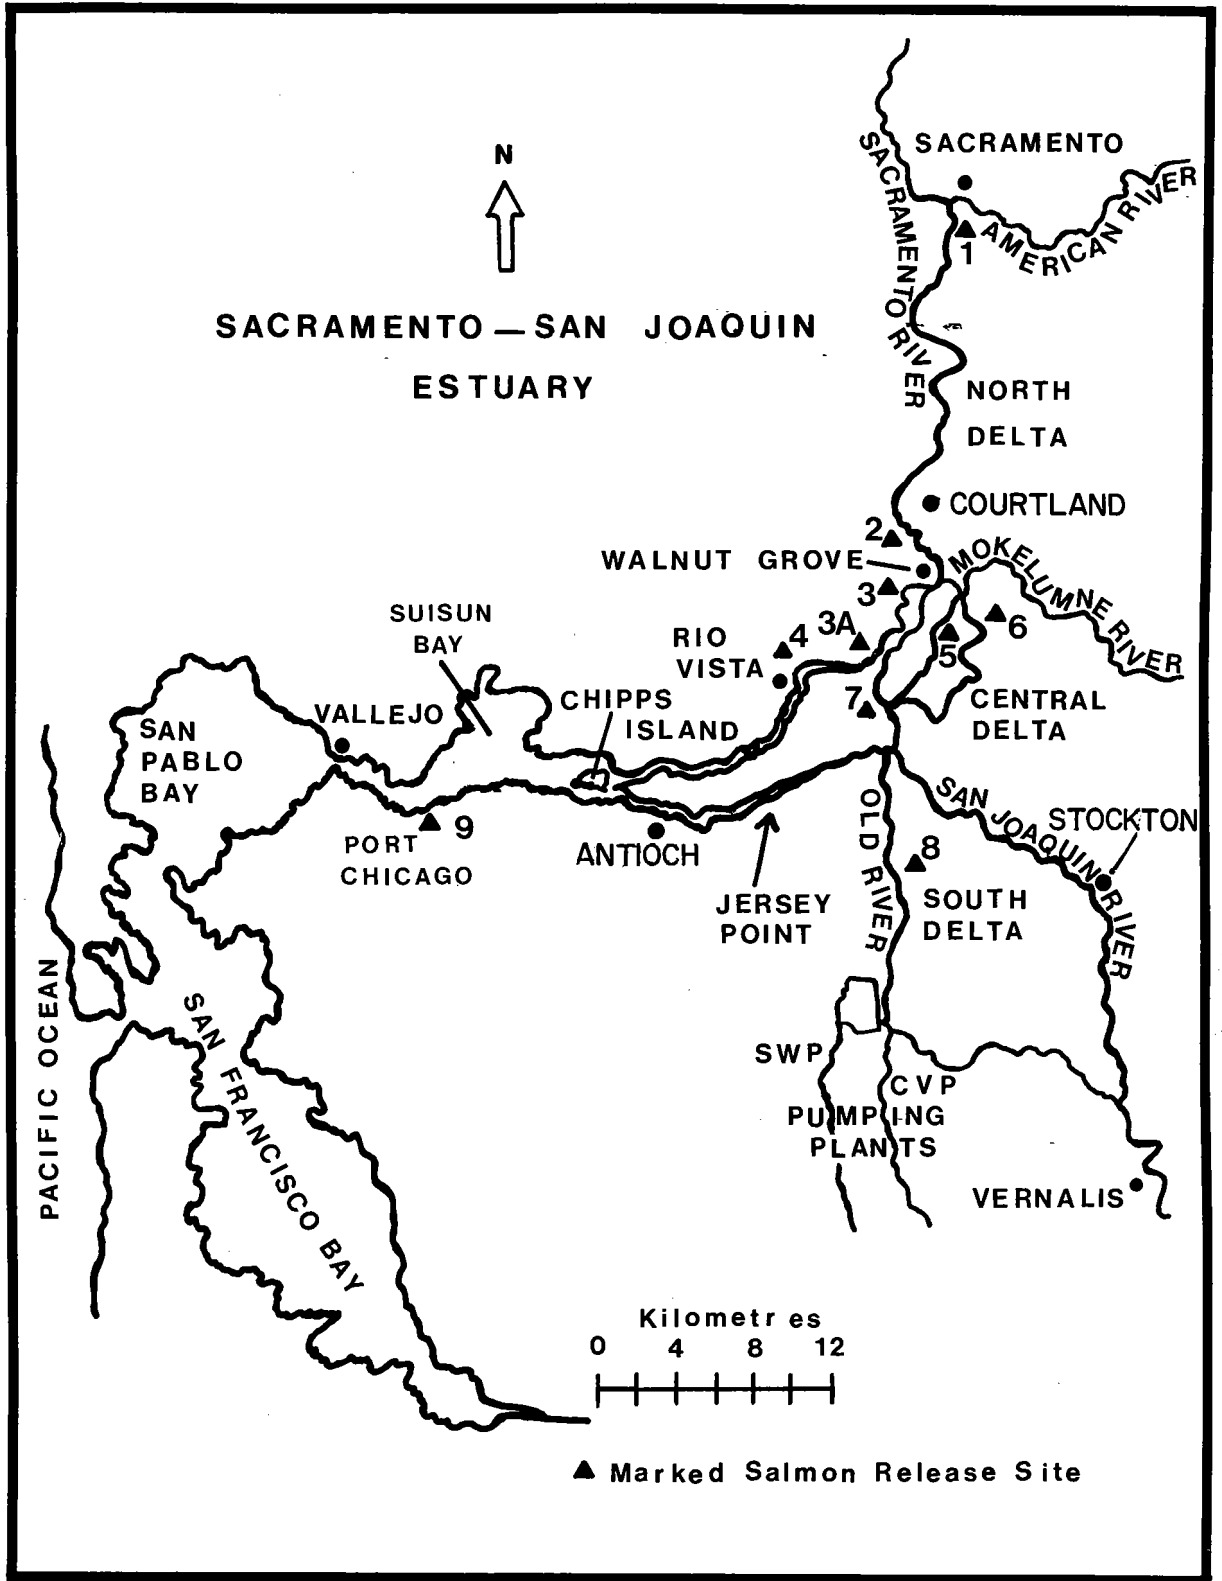 N
SACRAMENTO — SAN JOAQUIN
ESTUARY
SACRAMENTO
SACRAMENTO RIVER
AMERICAN RIVER
1
NORTH
DELTA
COURTLAND
2
WALNUT GROVE
MOKELUMNE RIVER
3
3A
4
5
6
RIO
VISTA
SUISUN
BAY
CHIPPS
ISLAND
7
CENTRAL
DELTA
VALLEJO
SAN
PABLO
BAY
9
PORT
CHICAGO
ANTIOCH
JERSEY
POINT
OLD RIVER
8
SOUTH
DELTA
SAN JOAQUIN RIVER
STOCKTON
PACIFIC OCEAN
SAN FRANCISCO BAY
SWP
CVP
PUMPING
PLANTS
VERNALIS
Kilometres
0 4 8 12
Marked Salmon Release Site